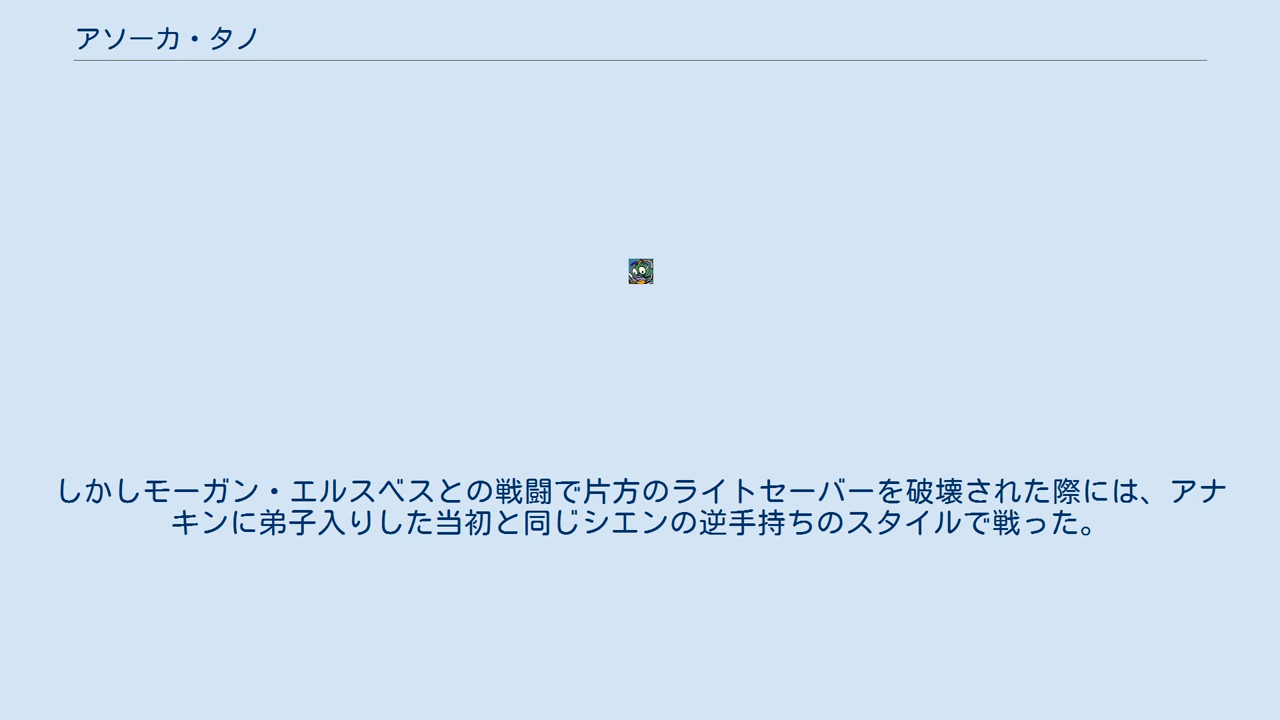 アソーカ・タノ
しかしモーガン・エルスベスとの戦闘で片方のライトセーバーを破壊された際には、アナ
キンに弟子入りした当初と同じシエンの逆手持ちのスタイルで戦った。